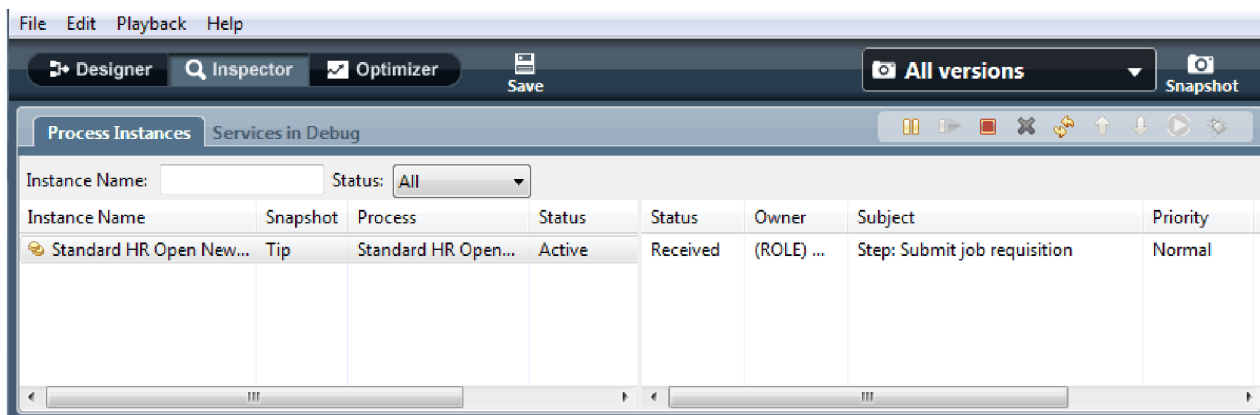 File Edit Playback Help
Designer Inspector Optimizer Save All versions Snapshot
Process Instances Services in Debug
Instance Name: Status: All
Instance Name Snapshot Process Status Status Owner Subject Priority
Standard HR Open New... Tip Standard HR Open... Active Received (ROLE) ... Step: Submit job requisition Normal